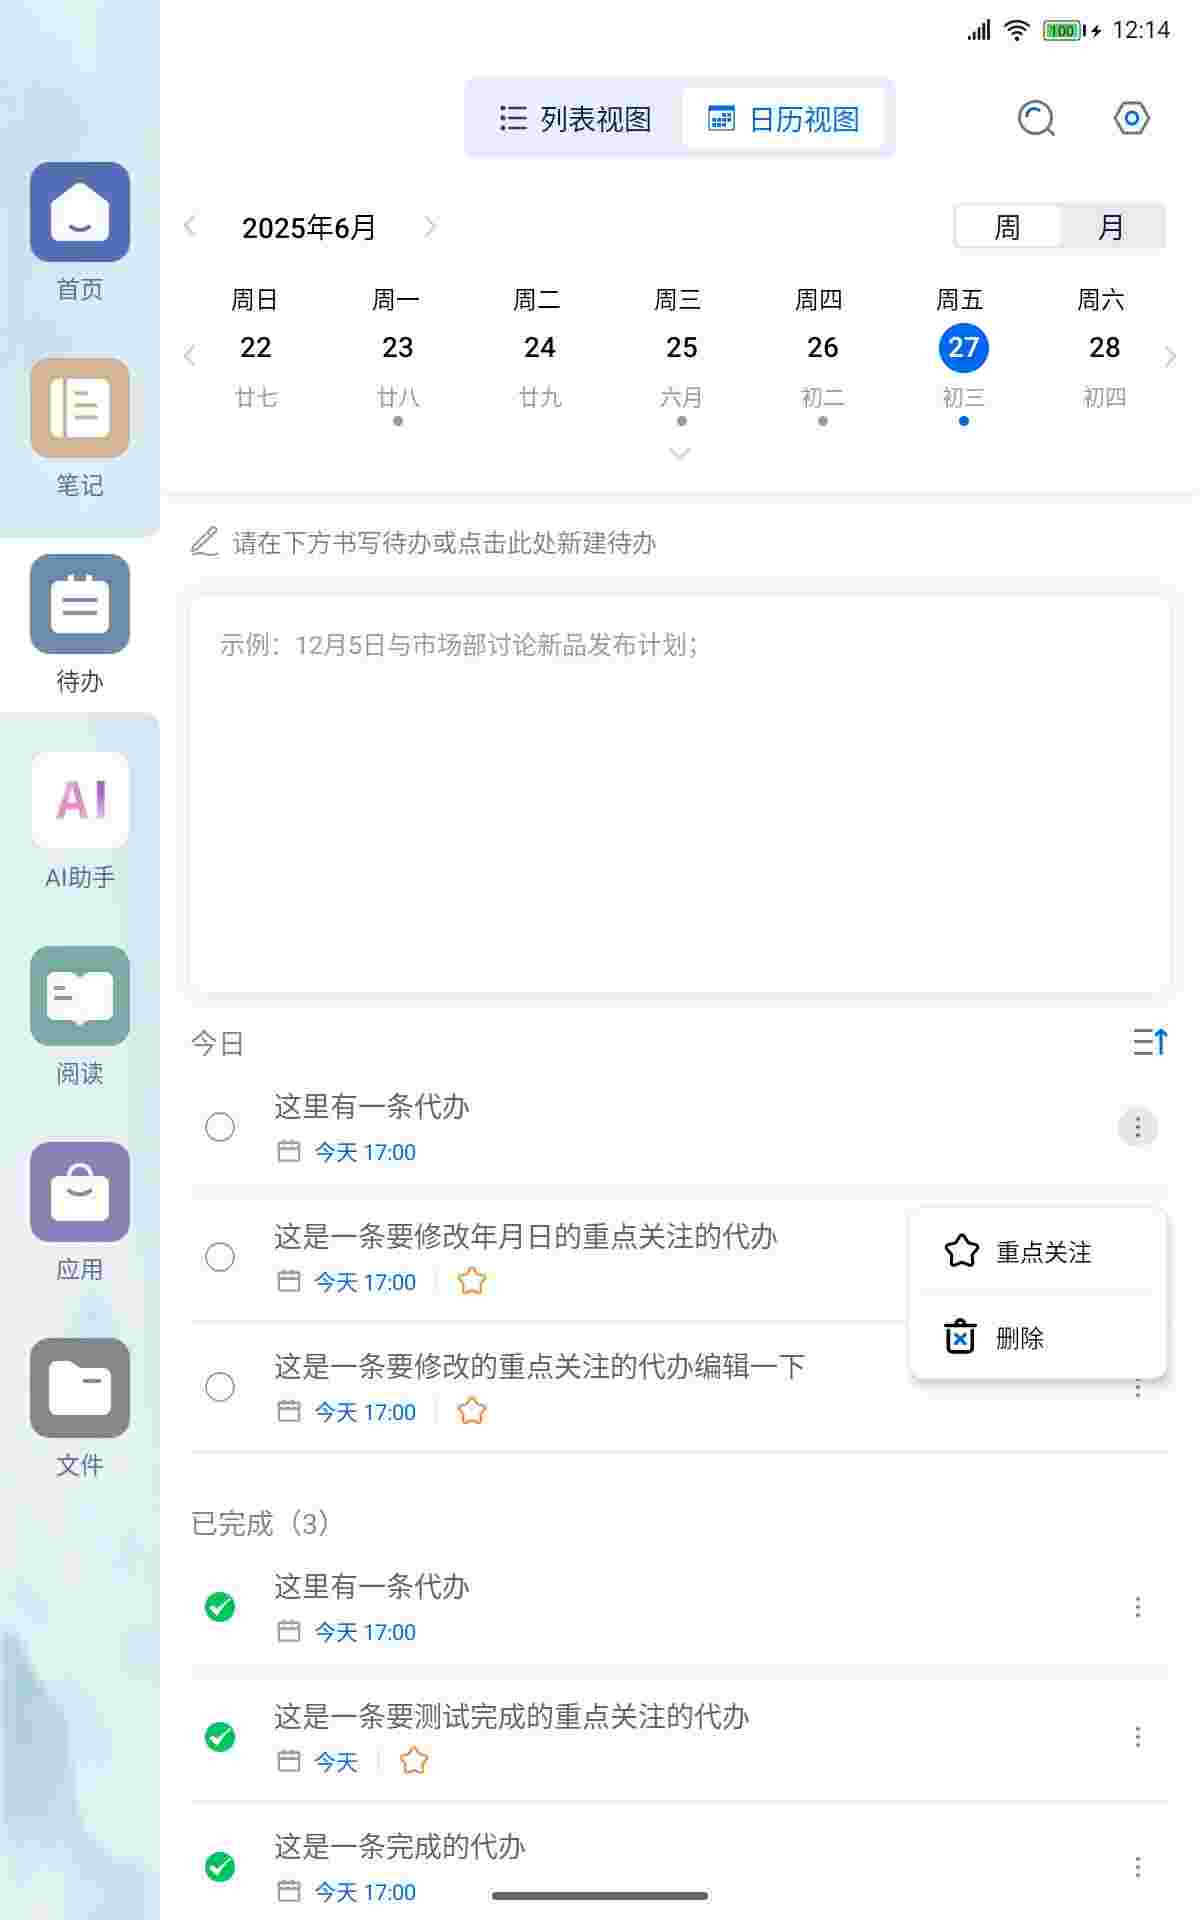 100 12:14
列表视图 日历视图
2025年6月 周 月
周日 周一 周二 周三 周四 周五 周六
22 23 24 25 26 27 28
廿七 廿八 廿九 六月 初二 初三 初四
请在下方书写待办或点击此处新建待办
示例：12月5日与市场部讨论新品发布计划；
首页
笔记
待办
AI
AI助手
阅读
应用
文件
今日
这里有一条代办
今天 17:00
这是一条要修改年月日的重点关注的代办
今天 17:00
重点关注
删除
这是一条要修改的重点关注的代办编辑一下
今天 17:00
已完成（3）
这里有一条代办
今天 17:00
这是一条要测试完成的重点关注的代办
今天
这是一条完成的代办
今天 17:00